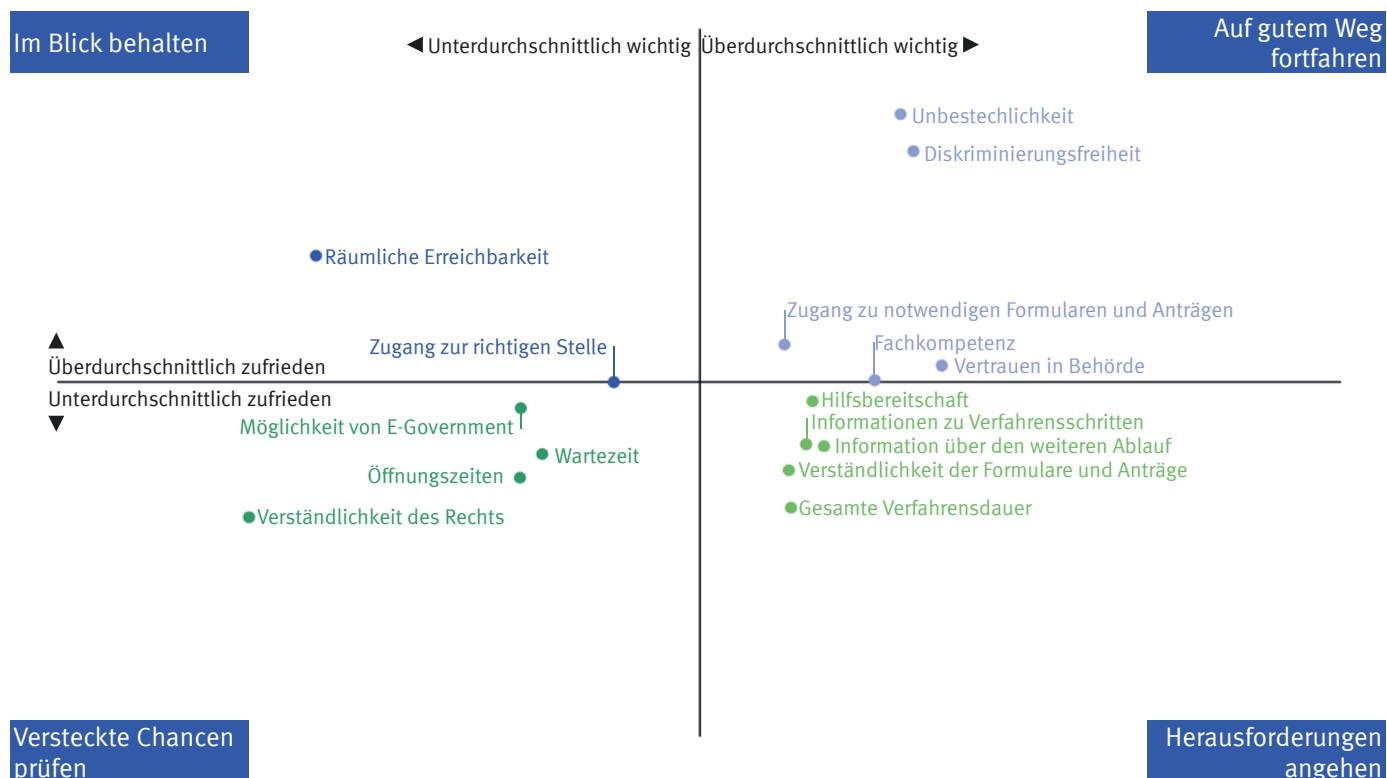 Im Blick behalten
◀ Unterdurchschnittlich wichtig
Überdurchschnittlich wichtig ▶
Auf gutem Weg
fortfahren
Unbestechlichkeit
Diskriminierungsfreiheit
Räumliche Erreichbarkeit
Zugang zu notwendigen Formularen und Anträgen
Zugang zur richtigen Stelle
Fachkompetenz
Vertrauen in Behörde
▲
Überdurchschnittlich zufrieden
Unterdurchschnittlich zufrieden
▼
Hilfsbereitschaft
Informationen zu Verfahrensschritten
Möglichkeit von E-Government
Information über den weiteren Ablauf
Wartezeit
Verständlichkeit der Formulare und Anträge
Öffnungszeiten
Gesamte Verfahrensdauer
Verständlichkeit des Rechts
Versteckte Chancen
prüfen
Herausforderungen
angehen